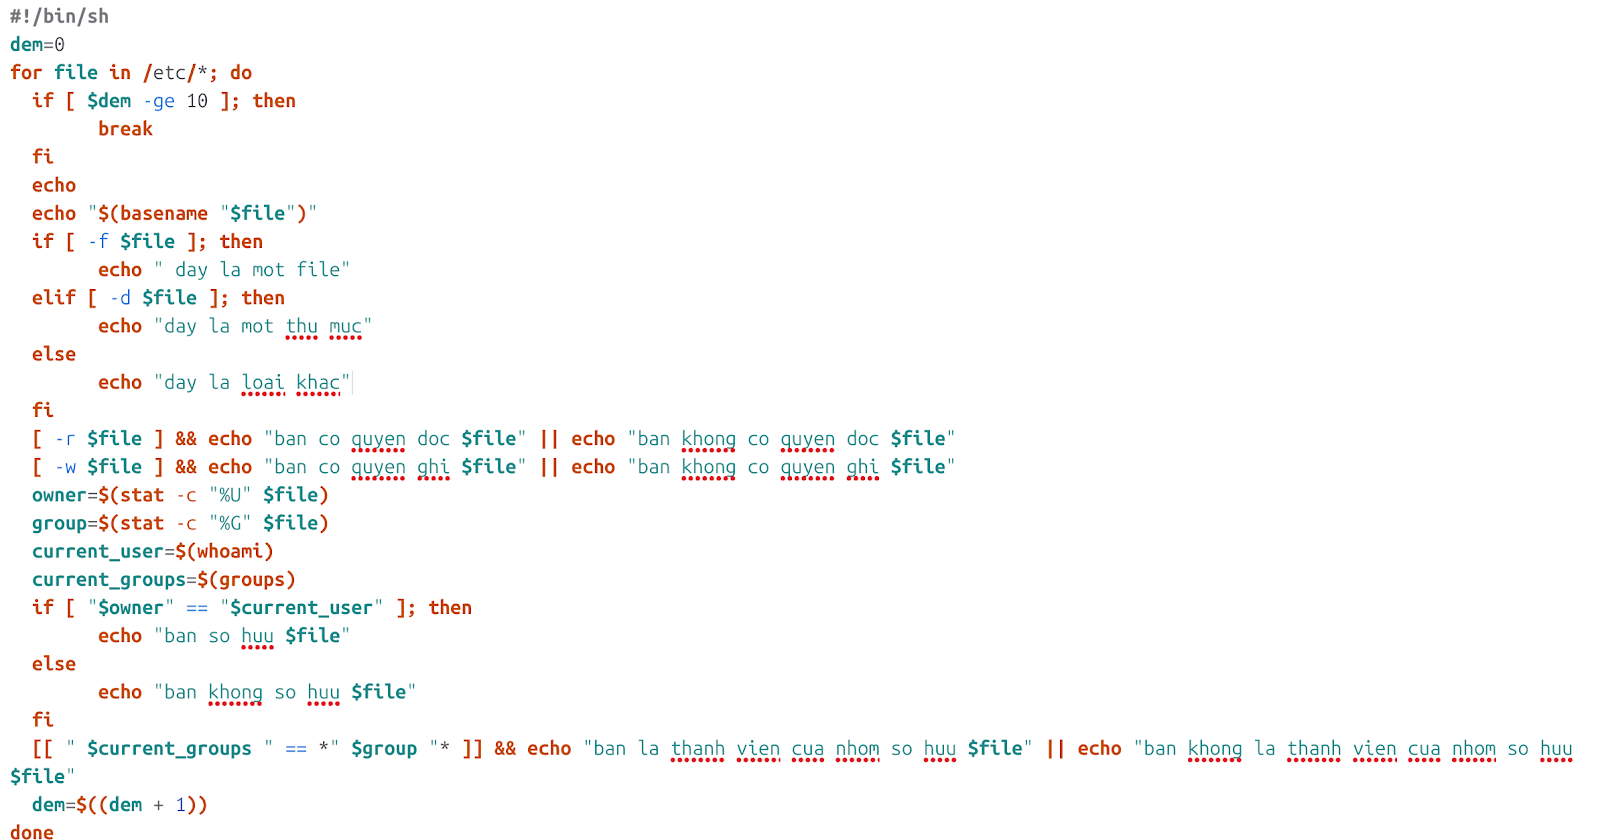 #!/bin/sh
dem=0
for file in /etc/*; do
  if [ $dem -ge 10 ]; then
        break
  fi
  echo
  echo "$(basename "$file")"
  if [ -f $file ]; then
        echo " day la mot file"
  elif [ -d $file ]; then
        echo "day la mot thu muc"
  else
        echo "day la loai khac"
  fi
  [ -r $file ] && echo "ban co quyen doc $file" || echo "ban khong co quyen doc $file"
  [ -w $file ] && echo "ban co quyen ghi $file" || echo "ban khong co quyen ghi $file"
  owner=$(stat -c "%U" $file)
  group=$(stat -c "%G" $file)
  current_user=$(whoami)
  current_groups=$(groups)
  if [ "$owner" == "$current_user" ]; then
        echo "ban so huu $file"
  else
        echo "ban khong so huu $file"
  fi
  [[ " $current_groups " == *" $group "* ]] && echo "ban la thanh vien cua nhom so huu $file" || echo "ban khong la thanh vien cua nhom so huu
$file"
  dem=$((dem + 1))
done